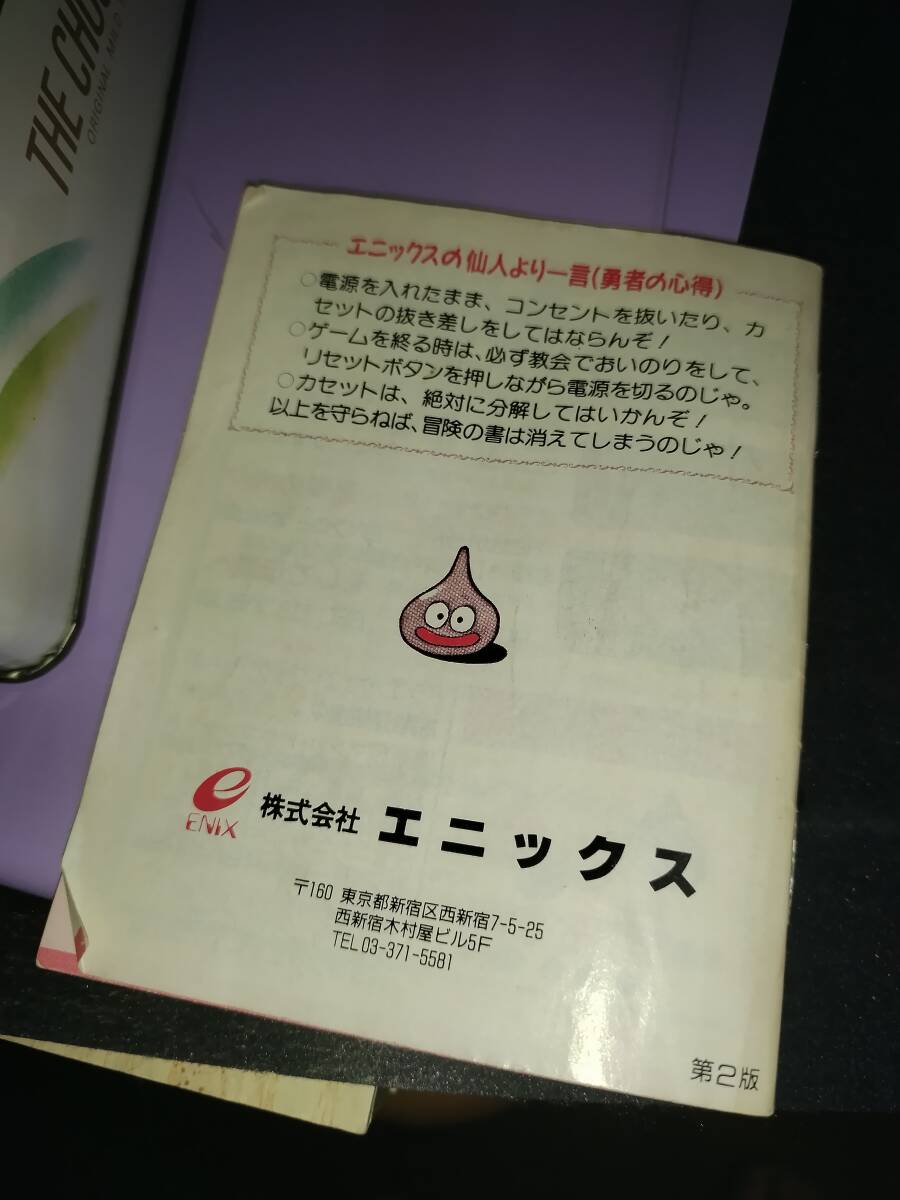 THE CHO
ORIGINAL MILD
エニックスの仙人より一言(勇者の心得)
○電源を入れたまま、コンセントを抜いたり、カ
セットの抜き差しをしてはならんぞ!
○ゲームを終る時は、必ず教会でおいのりをして、
リセットボタンを押しながら電源を切るのじゃ。
○カセットは、絶対に分解してはいかんぞ!
以上を守らねば、冒険の書は消えてしまうのじゃ!
e
ENIX
株式会社 エニックス
〒160 東京都新宿区西新宿7-5-25
西新宿木村屋ビル5F
TEL 03-371-5581
第2版